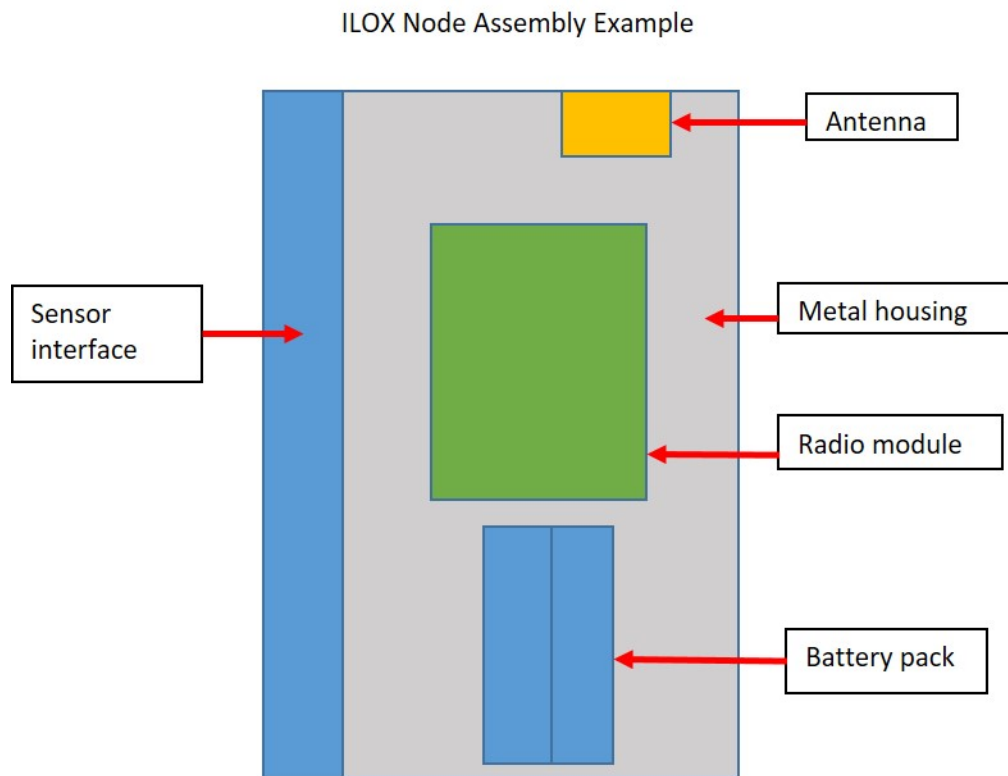 ILOX Node Assembly Example
Antenna
Sensor
interface
Metal housing
Radio module
Battery pack